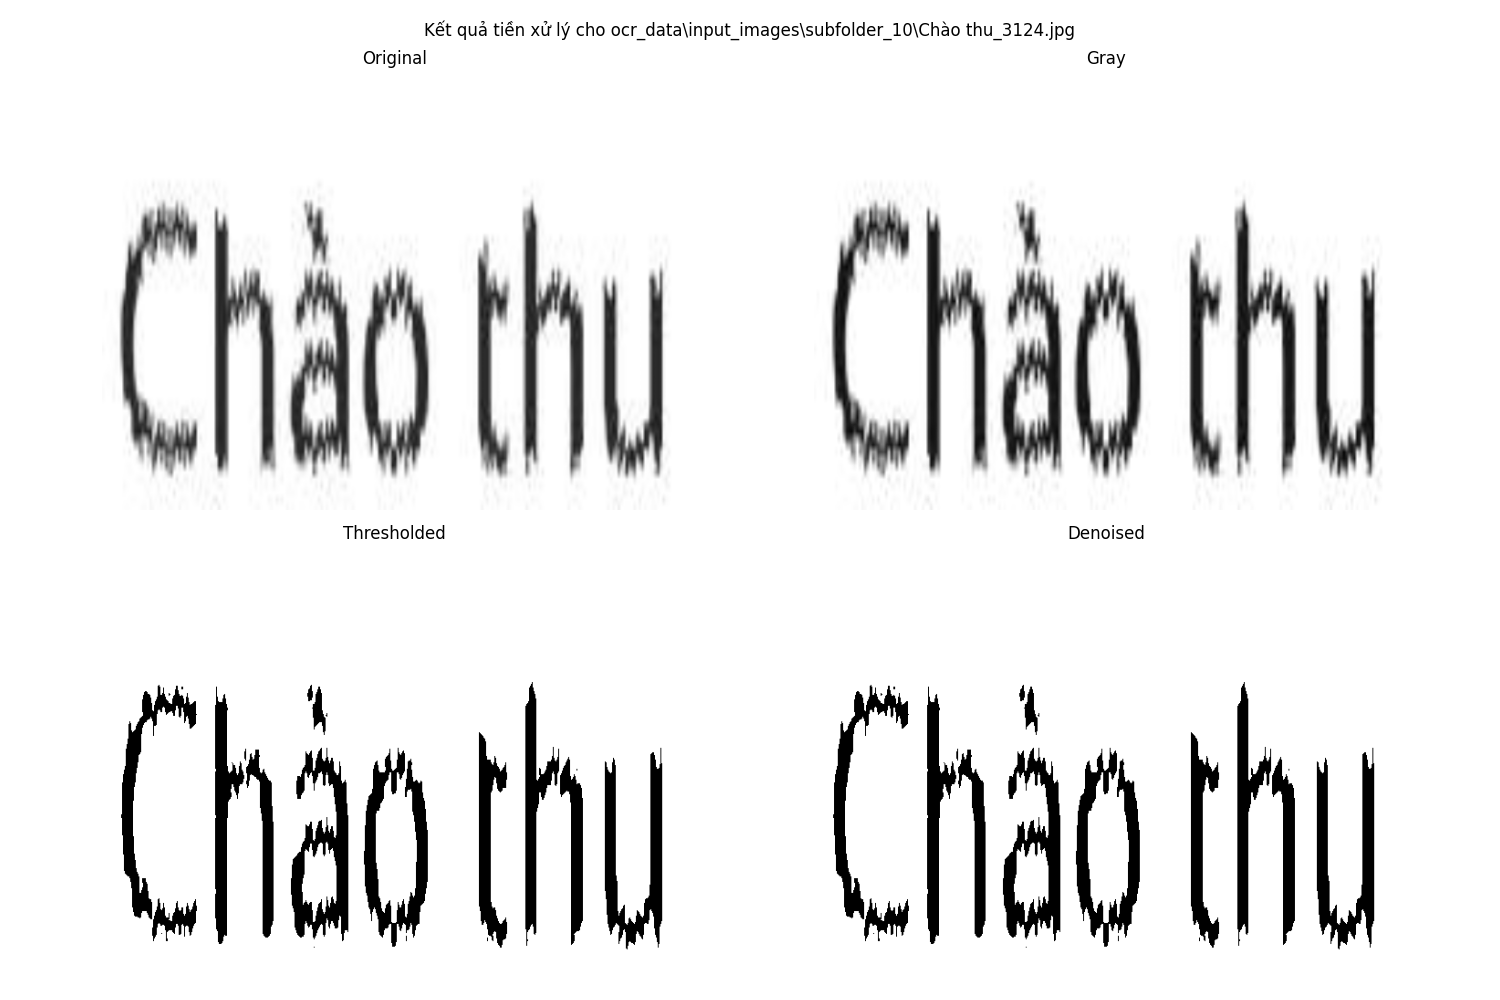 Kết quả tiền xử lý cho ocr_data\input_images\subfolder_10\Chào thu_3124.jpg
Original
Gray
Chào thu
Chào thu
Thresholded
Denoised
Chào thu
Chào thu